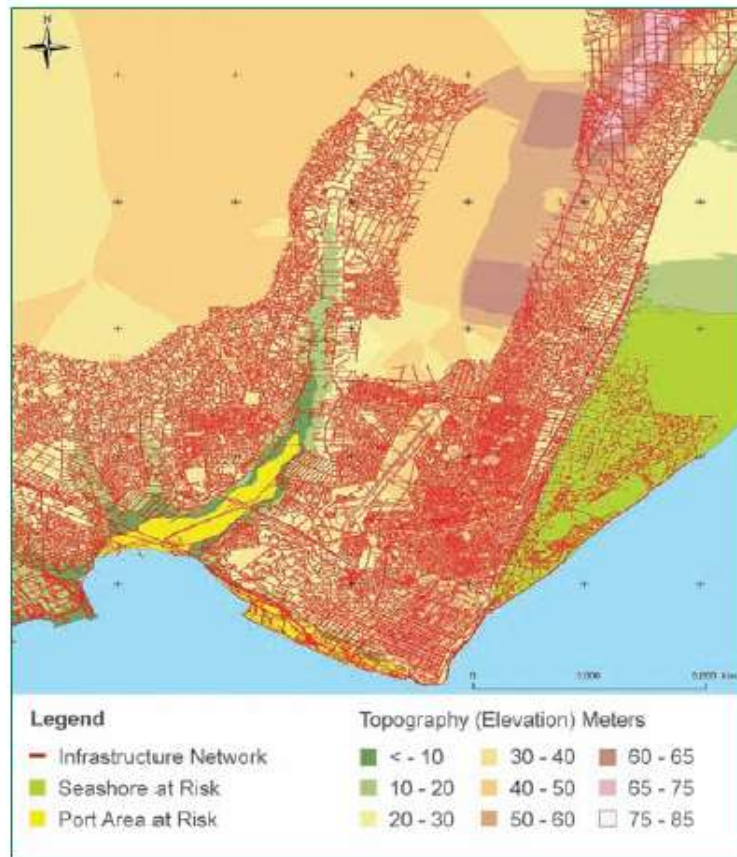 N
0
Legend
Infrastructure Network
Seashore at Risk
Port Area at Risk
Topography (Elevation) Meters
< - 10
10 - 20
20 - 30
30 - 40
40 - 50
50 - 60
60 - 65
65 - 75
75 - 85